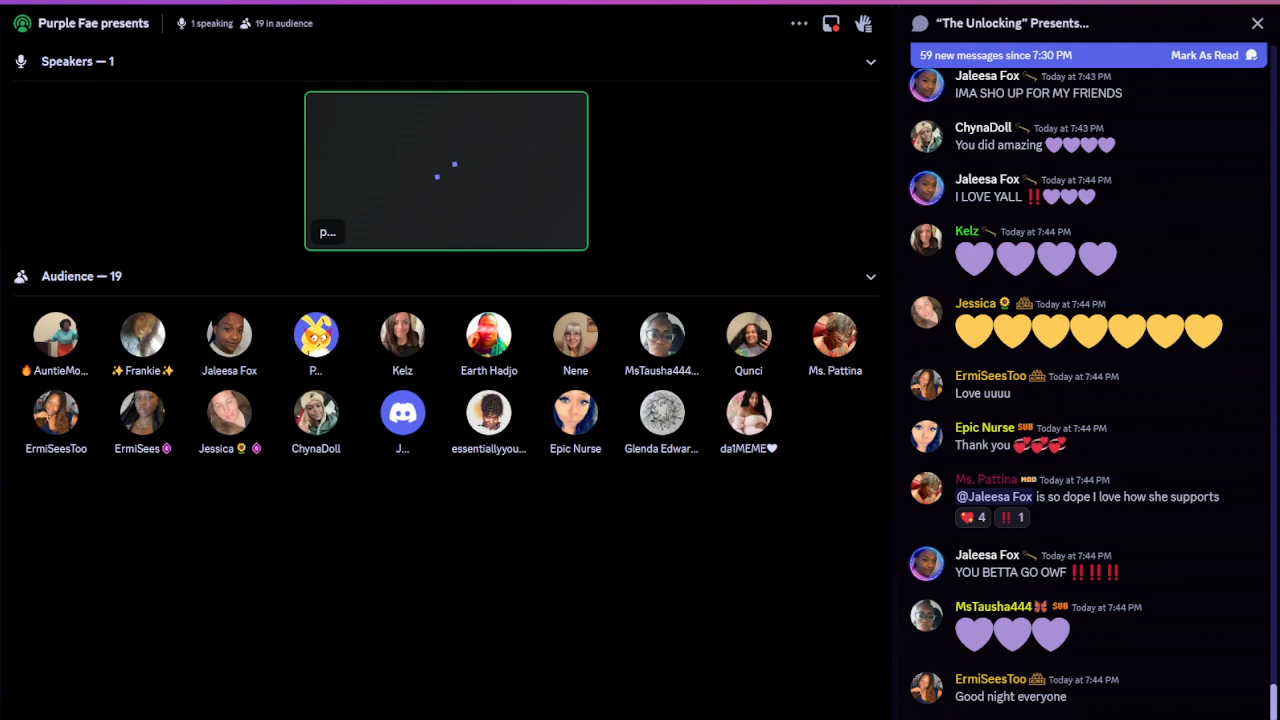 Purple Fae presents
1 speaking
19 in audience
Speakers — 1
p...
Audience — 19
🔥AuntieMo...
✨Frankie✨
Jaleesa Fox
P...
Kelz
Earth Hadjo
Nene
MsTausha444...
Qunci
Ms. Pattina
ErmiSeesToo
ErmiSees
Jessica🌻
ChynaDoll
J...
essentiallyyou...
Epic Nurse
Glenda Edwar...
da1MEME🤍
"The Unlocking" Presents...
59 new messages since 7:30 PM Mark As Read
Jaleesa Fox Today at 7:43 PM
IMA SHO UP FOR MY FRIENDS
ChynaDoll Today at 7:43 PM
You did amazing 💜💜💜💜
Jaleesa Fox Today at 7:44 PM
I LOVE YALL ‼️💜💜💜
Kelz Today at 7:44 PM
💜💜💜💜
Jessica🌻 Today at 7:44 PM
💛💛💛💛💛💛💛
ErmiSeesToo Today at 7:44 PM
Love uuuu
Epic Nurse SUB Today at 7:44 PM
Thank you 💞💞💞
Ms. Pattina MOD Today at 7:44 PM
@Jaleesa Fox is so dope I love how she supports
💖 4 ‼️ 1
Jaleesa Fox Today at 7:44 PM
YOU BETTA GO OWF ‼️‼️‼️
MsTausha444 SUB Today at 7:44 PM
💜💜💜
ErmiSeesToo Today at 7:44 PM
Good night everyone